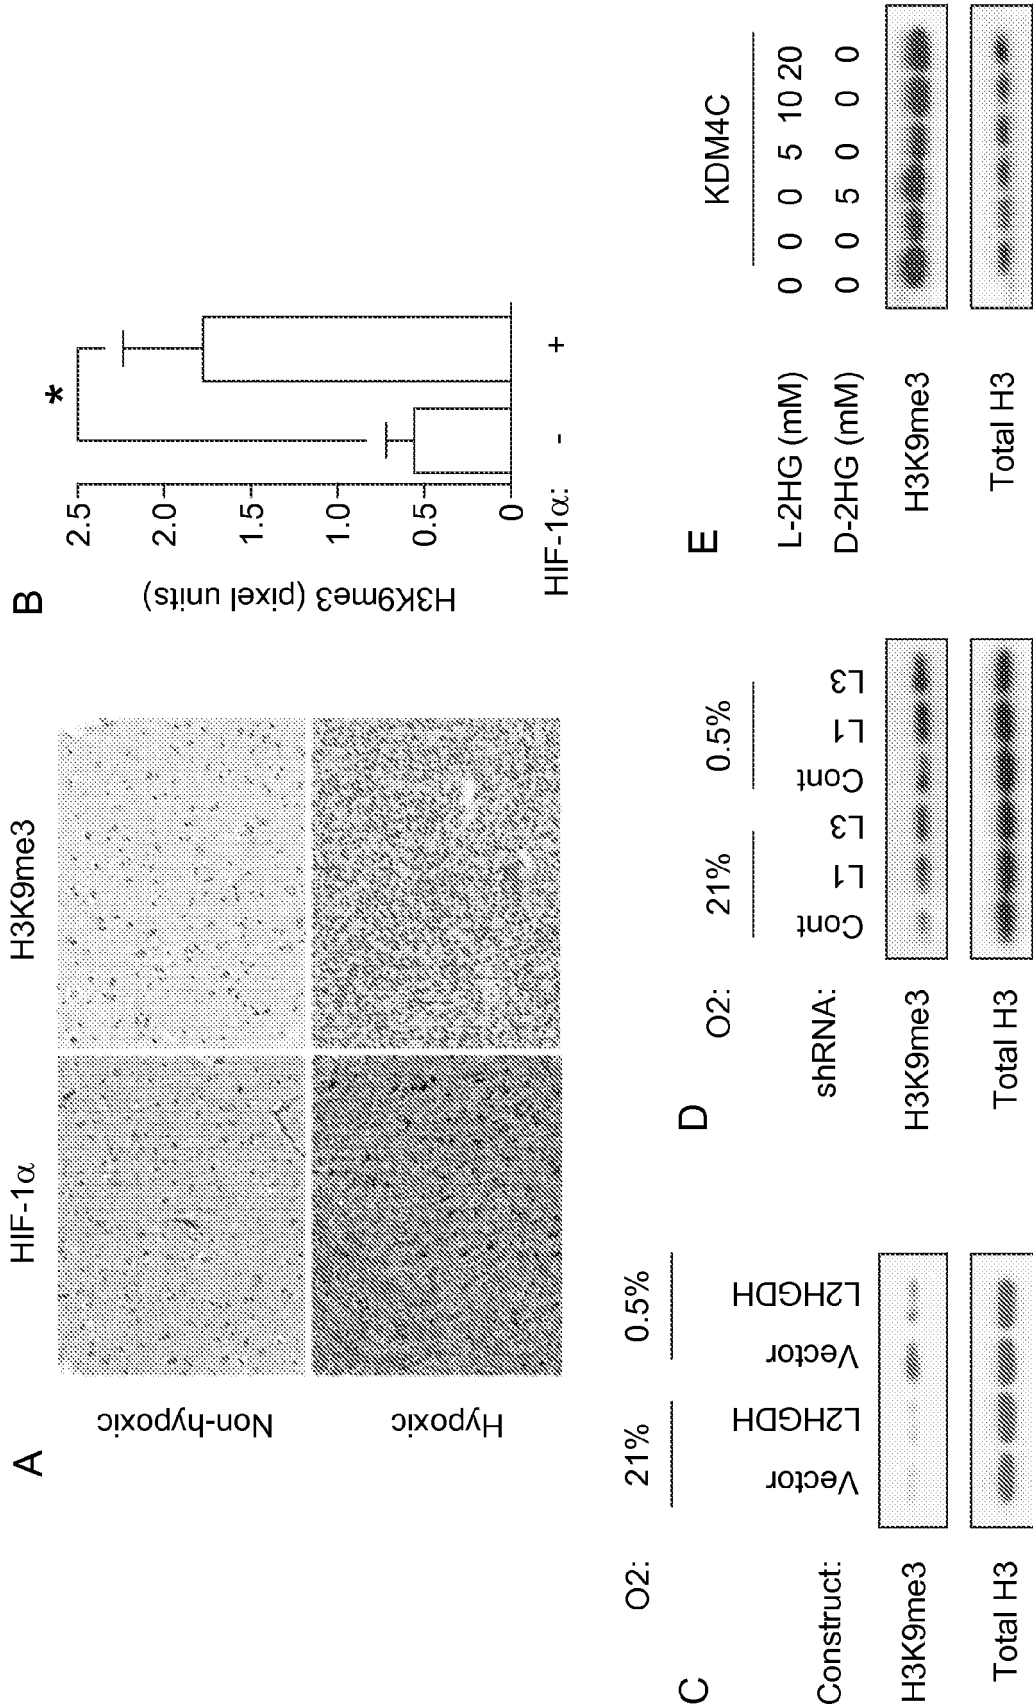 A
HIF-1α
H3K9me3
Non-hypoxic
Hypoxic
B
H3K9me3 (pixel units)
2.5
2.0
1.5
1.0
0.5
0
*
HIF-1α:
-
+
C
O2:
21%
0.5%
Construct:
Vector
L2HGDH
Vector
L2HGDH
H3K9me3
Total H3
D
O2:
21%
0.5%
shRNA:
Cont
L1
L3
Cont
L1
L3
H3K9me3
Total H3
E
KDM4C
L-2HG (mM)
0 0 0 5 10 20
D-2HG (mM)
0 0 5 0 0 0
H3K9me3
Total H3